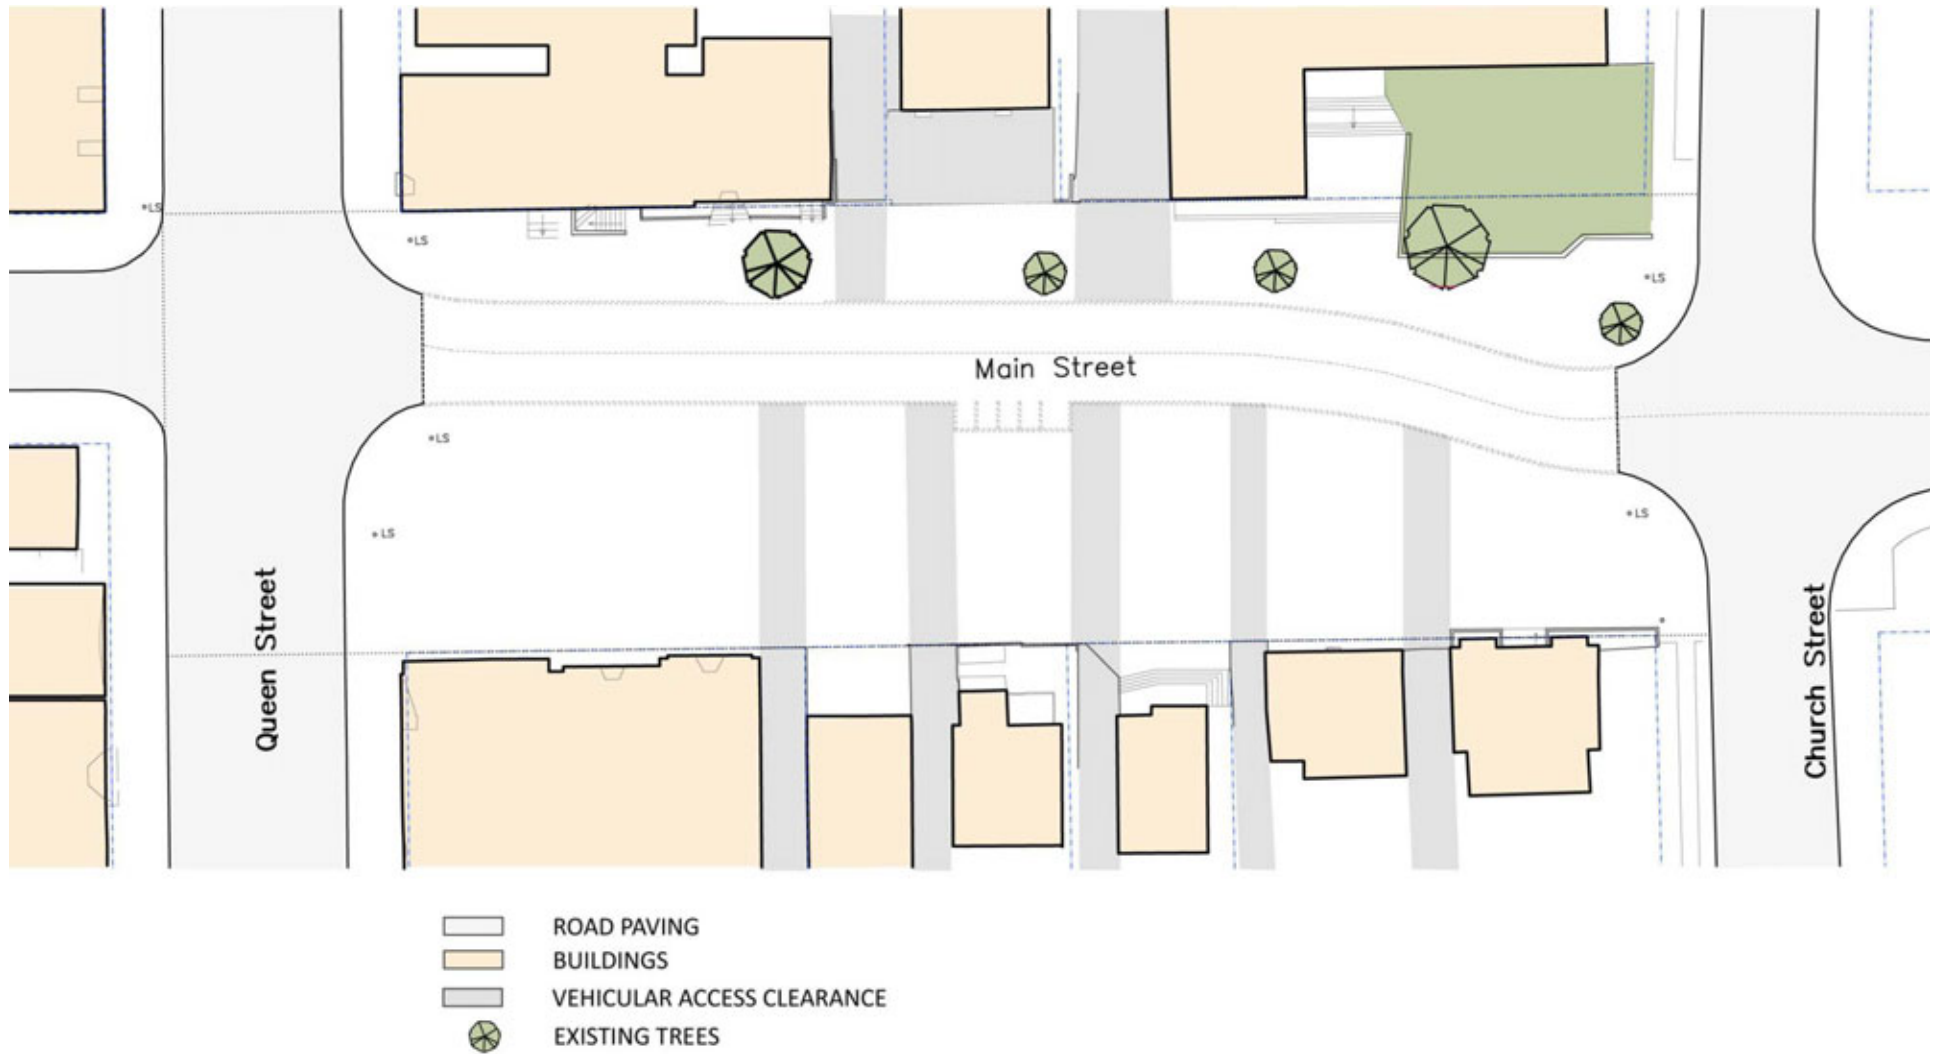 LS
LS
LS
Main Street
LS
LS
LS
Queen Street
Church Street
ROAD PAVING
BUILDINGS
VEHICULAR ACCESS CLEARANCE
EXISTING TREES